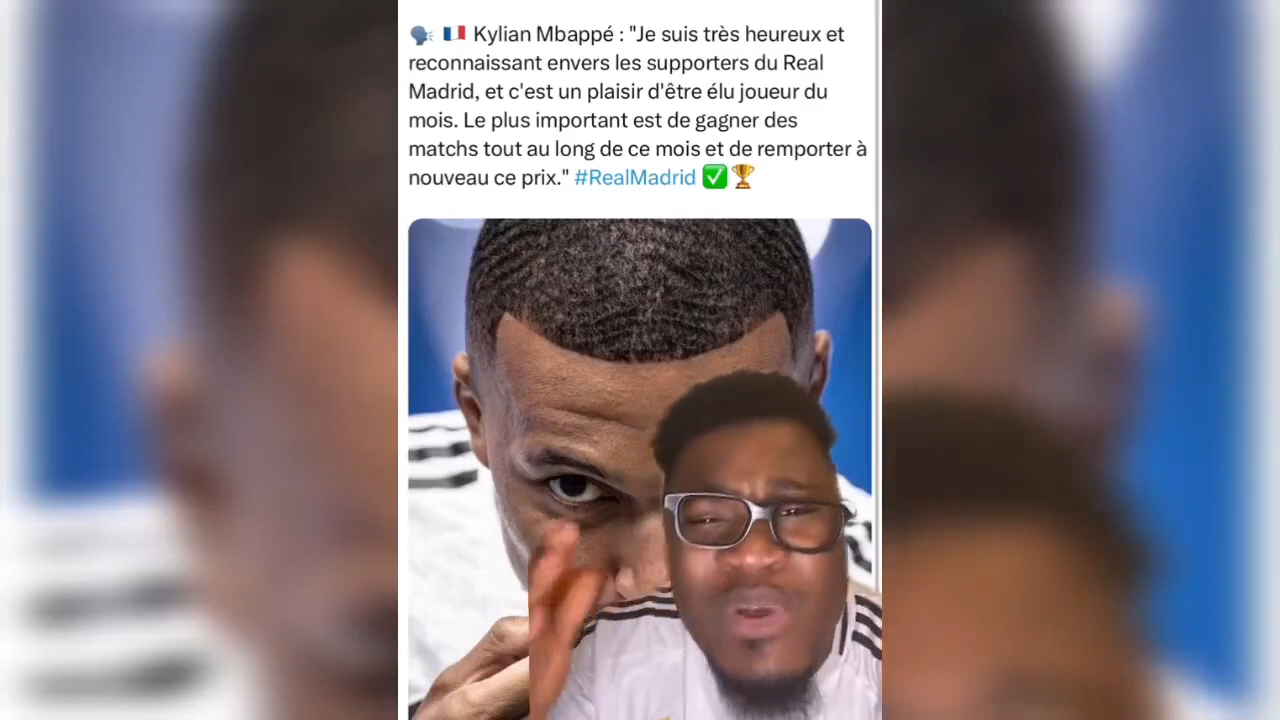 🗣️ 🇫🇷 Kylian Mbappé : "Je suis très heureux et
reconnaissant envers les supporters du Real
Madrid, et c'est un plaisir d'être élu joueur du
mois. Le plus important est de gagner des
matchs tout au long de ce mois et de remporter à
nouveau ce prix." #RealMadrid ✅🏆